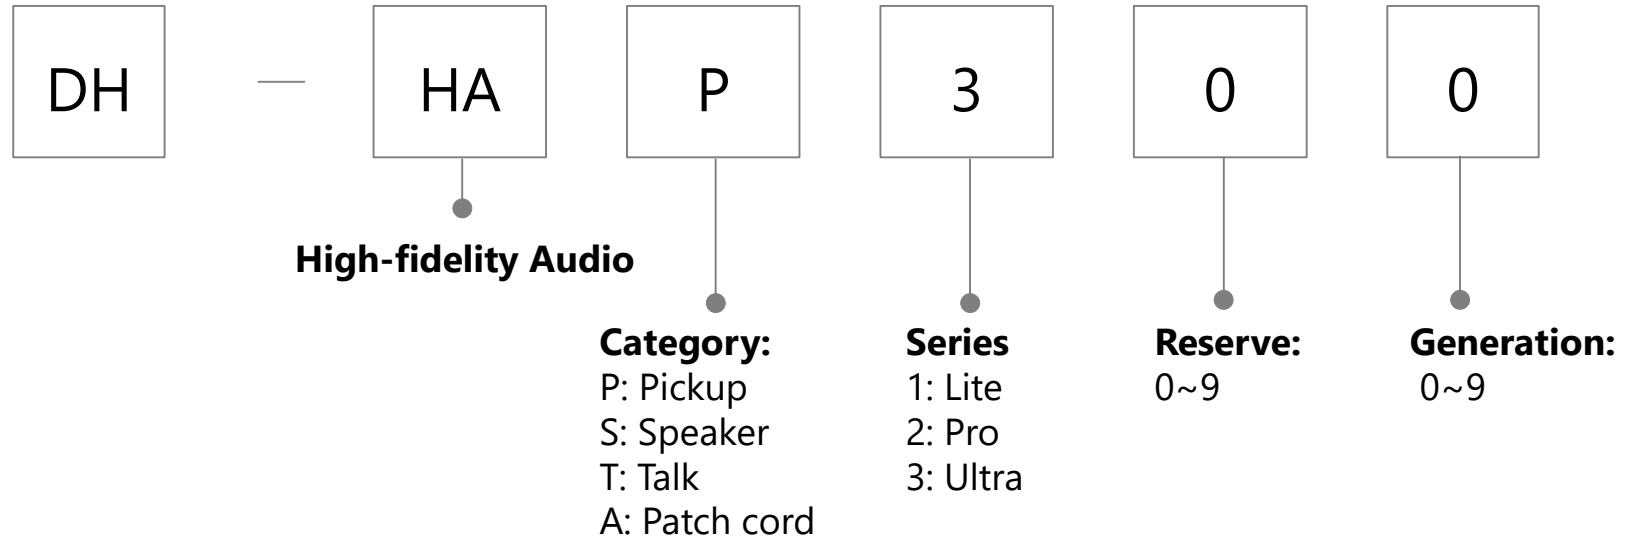 DH — HA P 3 0 0
High-fidelity Audio
Category:
P: Pickup
S: Speaker
T: Talk
A: Patch cord
Series
1: Lite
2: Pro
3: Ultra
Reserve:
0~9
Generation:
0~9